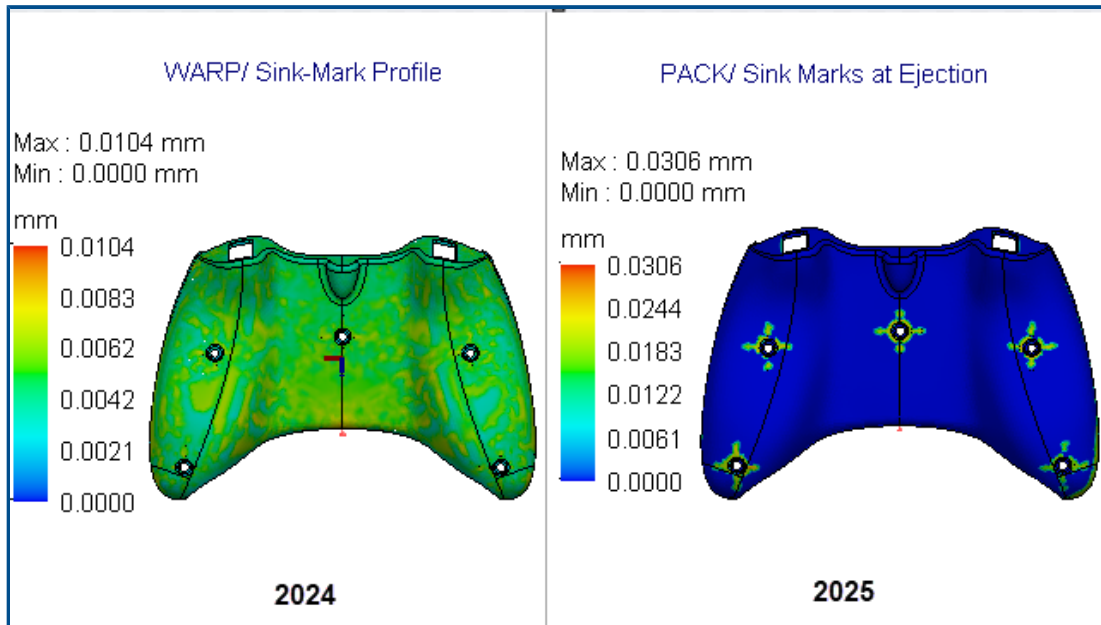 WARP/ Sink-Mark Profile
Max : 0.0104 mm
Min : 0.0000 mm
mm
0.0104
0.0083
0.0062
0.0042
0.0021
0.0000
2024
PACK/ Sink Marks at Ejection
Max : 0.0306 mm
Min : 0.0000 mm
mm
0.0306
0.0244
0.0183
0.0122
0.0061
0.0000
2025